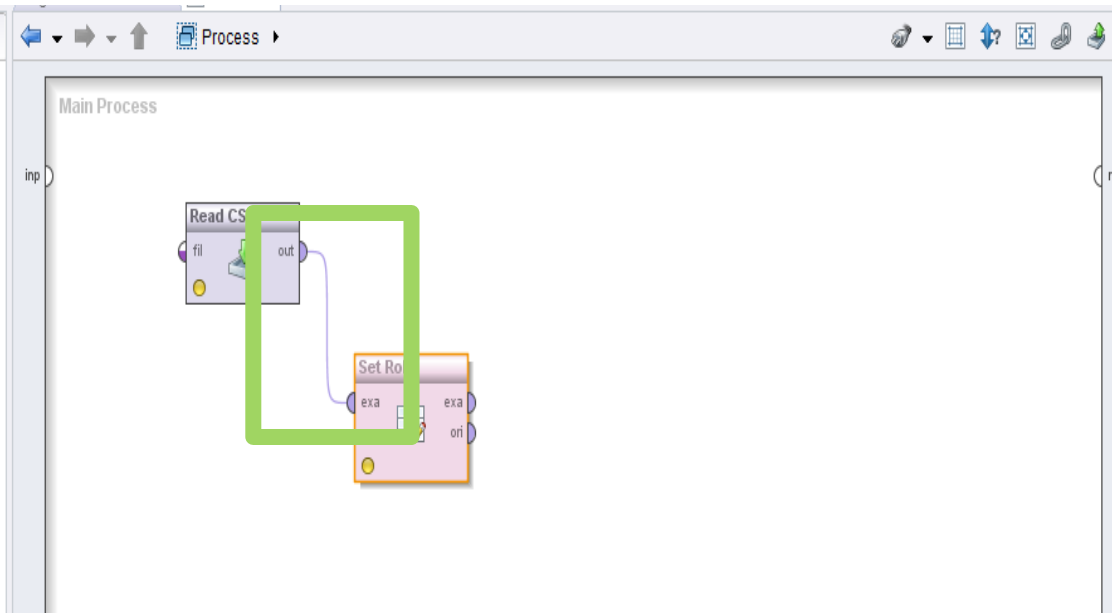 Process
Main Process
inp
Read CS
fil
out
Set Ro
exa
exa
ori